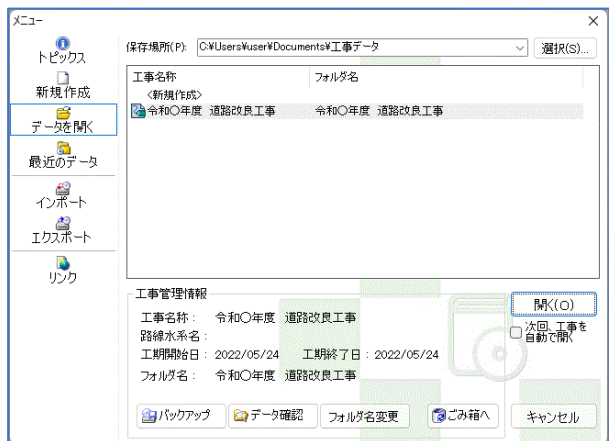 メニュー
トピックス
新規作成
データを開く
最近のデータ
インポート
エクスポート
リンク
保存場所(P): C:¥Users¥user¥Documents¥工事データ 選択(S)...
工事名称 フォルダ名
<新規作成>
令和〇年度 道路改良工事 令和〇年度 道路改良工事
工事管理情報
工事名称： 令和〇年度 道路改良工事
路線水系名：
工期開始日：2022/05/24 工期終了日：2022/05/24
フォルダ名： 令和〇年度 道路改良工事
開く(O)
次回、工事を
自動で開く
バックアップ データ確認 フォルダ名変更 ごみ箱へ キャンセル